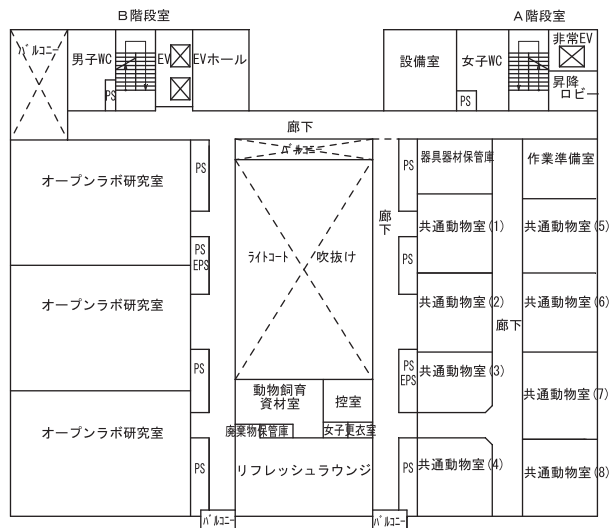 B階段室
A階段室
バルコニー
男子WC
PS
EV
EVホール
設備室
女子WC
PS
非常EV
昇降
ロビー
廊下
バルコニー
オープンラボ研究室
PS
PS
器具器材保管庫
作業準備室
廊下
共通動物室(1)
共通動物室(5)
PS
EPS
ライトコート
吹抜け
PS
オープンラボ研究室
共通動物室(2)
共通動物室(6)
廊下
PS
PS
EPS
共通動物室(3)
動物飼育
資材室
控室
共通動物室(7)
オープンラボ研究室
廃棄物保管庫
女子更衣室
PS
リフレッシュラウンジ
PS
共通動物室(4)
共通動物室(8)
バルコニー
バルコニー